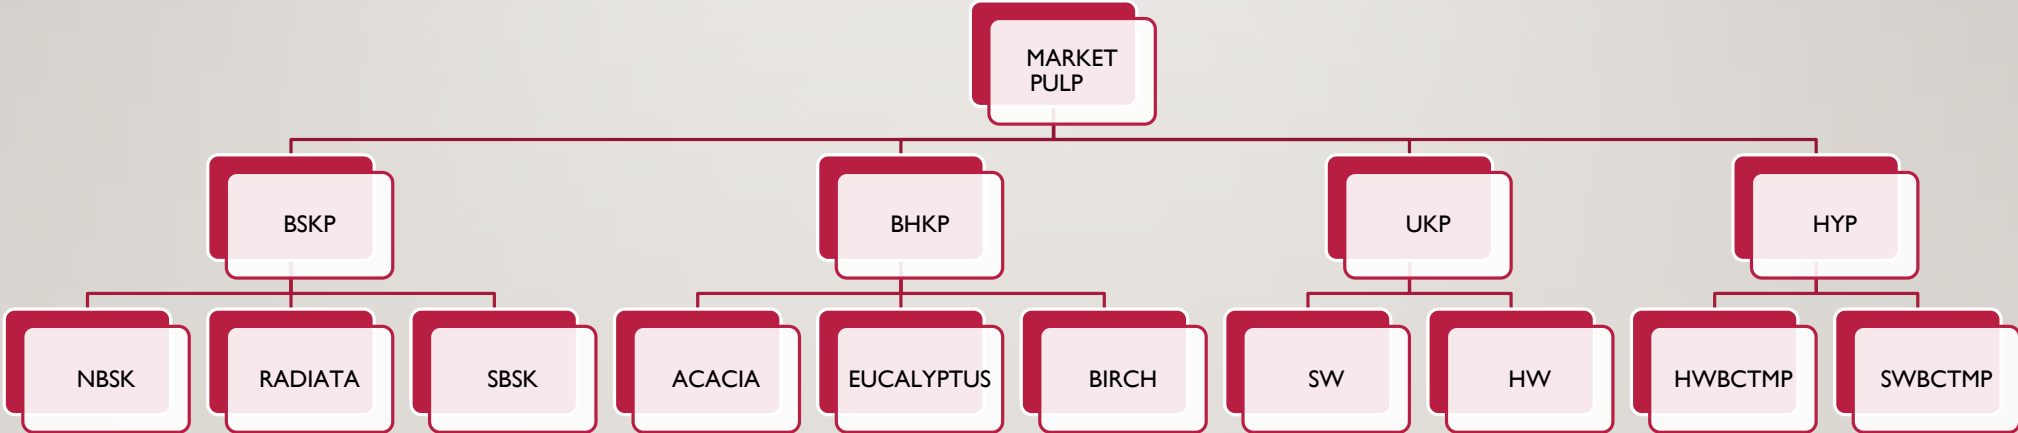 MARKET
PULP
BSKP
BHKP
UKP
HYP
NBSK
RADIATA
SBSK
ACACIA
EUCALYPTUS
BIRCH
SW
HW
HWBCTMP
SWBCTMP